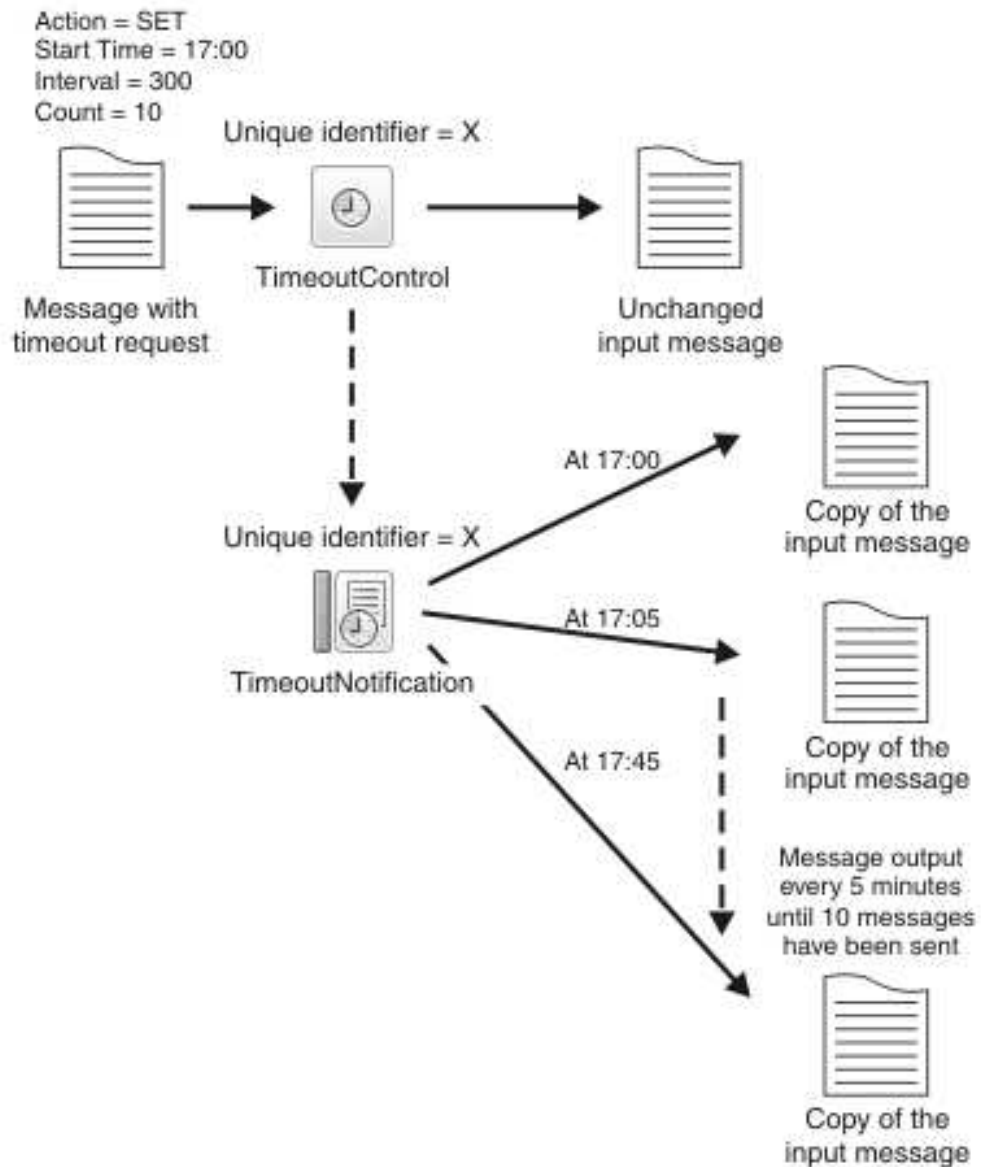 Action = SET
Start Time = 17:00
Interval = 300
Count = 10
Unique identifier = X
TimeoutControl
Message with
timeout request
Unchanged
input message
At 17:00
Copy of the
input message
Unique identifier = X
TimeoutNotification
At 17:05
Copy of the
input message
At 17:45
Message output
every 5 minutes
until 10 messages
have been sent
Copy of the
input message